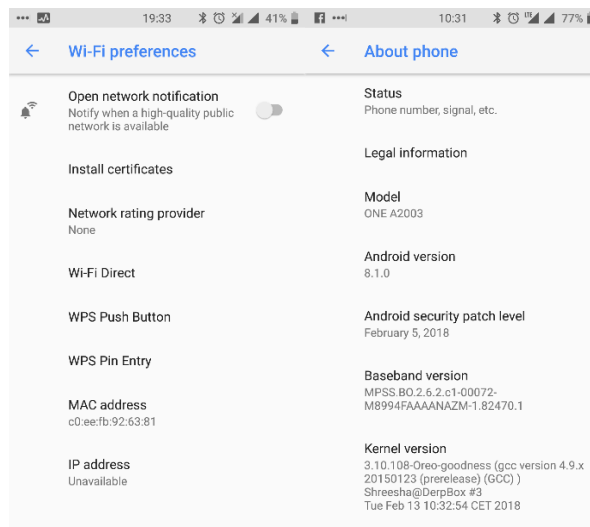 19:33
41%
Wi-Fi preferences
Open network notification
Notify when a high-quality public
network is available
Install certificates
Network rating provider
None
Wi-Fi Direct
WPS Push Button
WPS Pin Entry
MAC address
c0:ee:fb:92:63:81
IP address
Unavailable
10:31
LTE
77%
About phone
Status
Phone number, signal, etc.
Legal information
Model
ONE A2003
Android version
8.1.0
Android security patch level
February 5, 2018
Baseband version
MPSS.BO.2.6.2.c1-00072-
M8994FAAAANAZM-1.82470.1
Kernel version
3.10.108-Oreo-goodness (gcc version 4.9.x
20150123 (prerelease) (GCC) )
Shreesha@DerpBox #3
Tue Feb 13 10:32:54 CET 2018